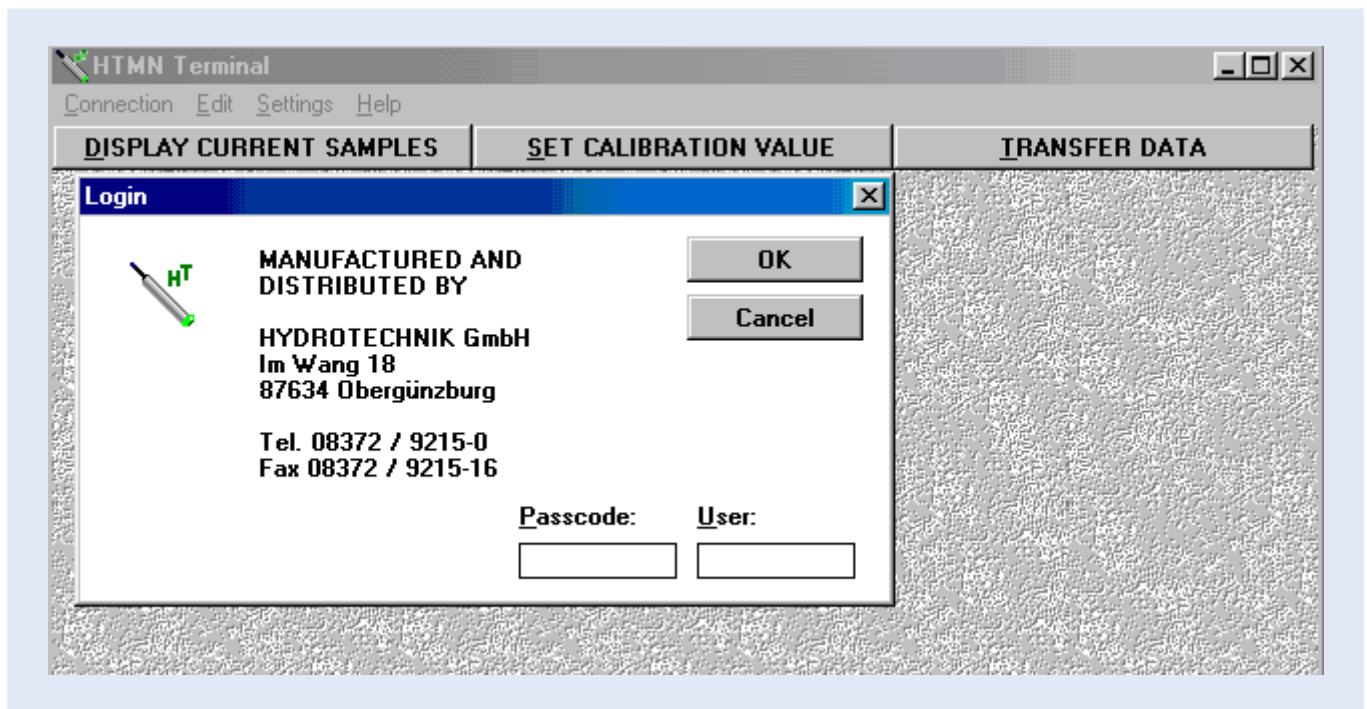 HTMN Terminal
Connection Edit Settings Help
DISPLAY CURRENT SAMPLES SET CALIBRATION VALUE TRANSFER DATA
Login
HT
MANUFACTURED AND
DISTRIBUTED BY
HYDROTECHNIK GmbH
Im Wang 18
87634 Obergünzburg
Tel. 08372 / 9215-0
Fax 08372 / 9215-16
OK
Cancel
Passcode: User: